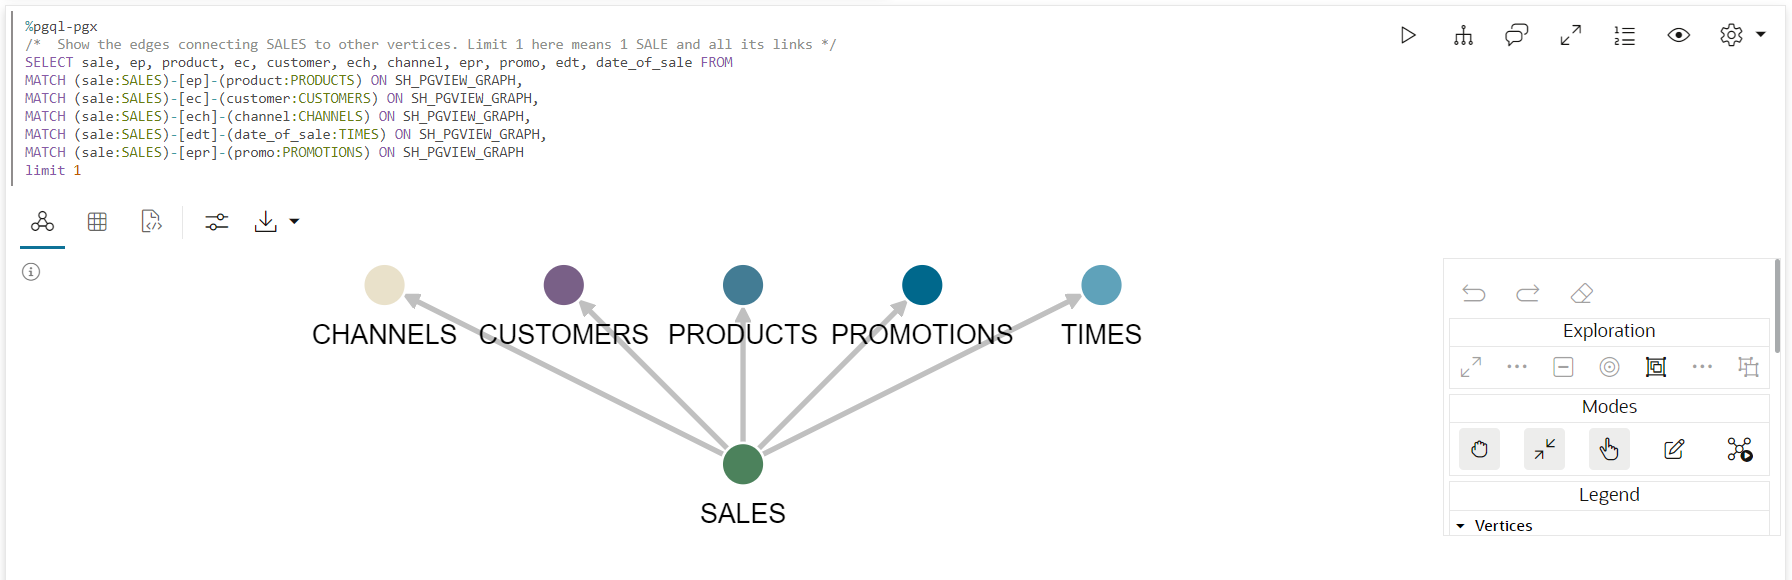 %pgql-pgx
/*  Show the edges connecting SALES to other vertices. Limit 1 here means 1 SALE and all its links */
SELECT sale, ep, product, ec, customer, ech, channel, epr, promo, edt, date_of_sale FROM
MATCH (sale:SALES)-[ep]-(product:PRODUCTS) ON SH_PGVIEW_GRAPH,
MATCH (sale:SALES)-[ec]-(customer:CUSTOMERS) ON SH_PGVIEW_GRAPH,
MATCH (sale:SALES)-[ech]-(channel:CHANNELS) ON SH_PGVIEW_GRAPH,
MATCH (sale:SALES)-[edt]-(date_of_sale:TIMES) ON SH_PGVIEW_GRAPH,
MATCH (sale:SALES)-[epr]-(promo:PROMOTIONS) ON SH_PGVIEW_GRAPH
limit 1
CHANNELS CUSTOMERS PRODUCTS PROMOTIONS TIMES
SALES
Exploration
Modes
Legend
Vertices